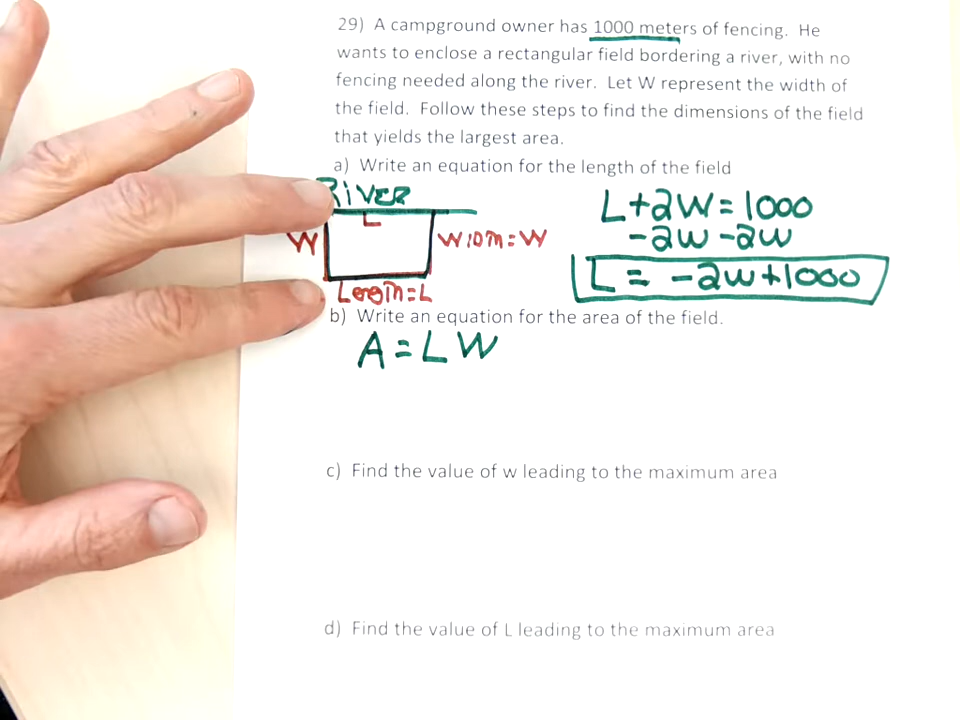 29) A campground owner has 1000 meters of fencing. He
wants to enclose a rectangular field bordering a river, with no
fencing needed along the river. Let W represent the width of
the field. Follow these steps to find the dimensions of the field
that yields the largest area.
a) Write an equation for the length of the field
RiVER
L
W
WiDTh=W
Length=L
L+2W=1000
-2W -2W
L = -2W+1000
b) Write an equation for the area of the field.
A=LW
c) Find the value of w leading to the maximum area
d) Find the value of L leading to the maximum area